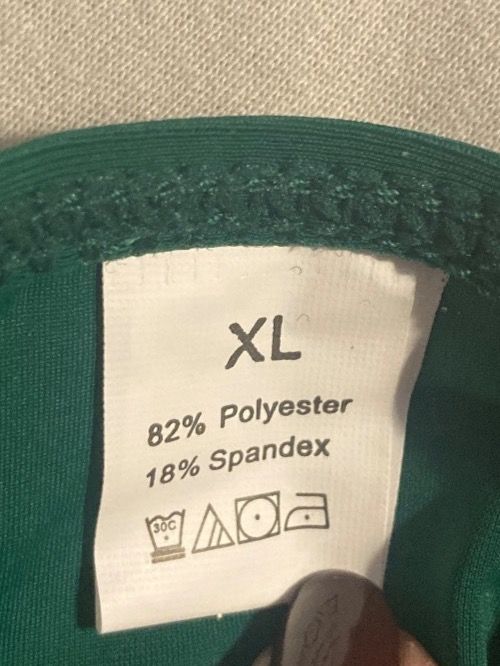 XL
82% Polyester
18% Spandex
30C